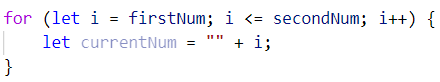 for (let i = firstNum; i <= secondNum; i++) {
    let currentNum = "" + i;
}